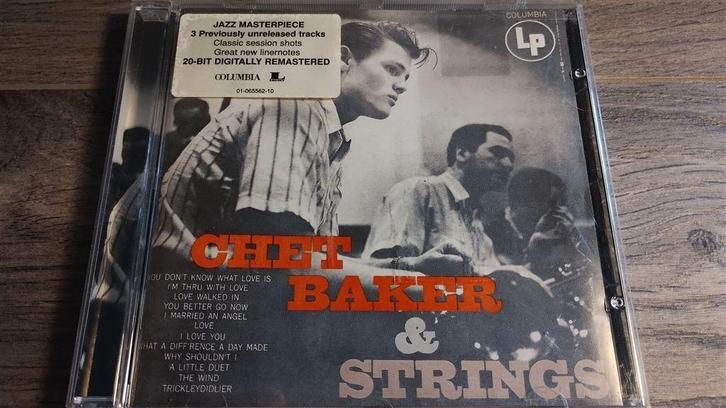 JAZZ MASTERPIECE
3 Previously unreleased tracks
Classic session shots
Great new linernotes
20-BIT DIGITALLY REMASTERED
COLUMBIA
01-065562-10
COLUMBIA
Lp
CHET
BAKER
&
STRINGS
YOU DON'T KNOW WHAT LOVE IS
I'M THRU WITH LOVE
LOVE WALKED IN
YOU BETTER GO NOW
I MARRIED AN ANGEL
LOVE
I LOVE YOU
WHAT A DIFF'RENCE A DAY MADE
WHY SHOULDN'T I
A LITTLE DUET
THE WIND
TRICKLEYDIDLIER